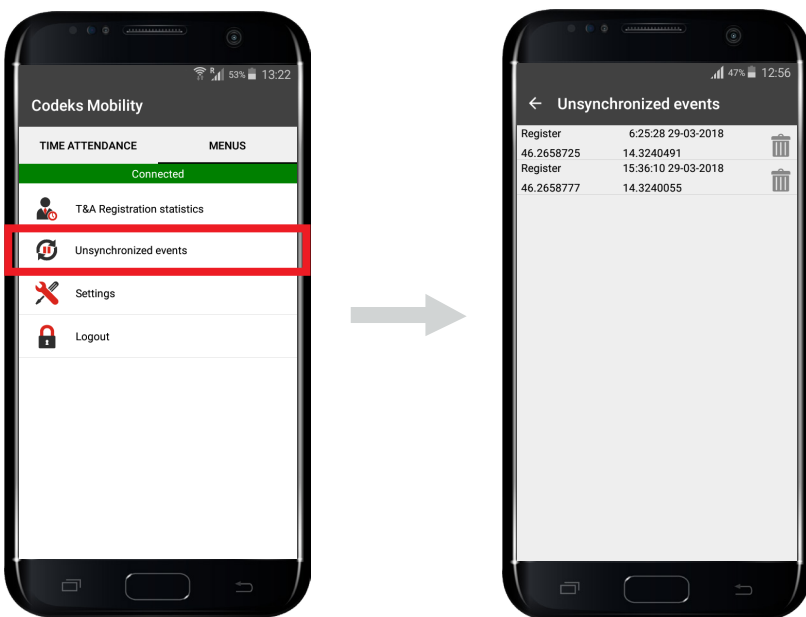 53% 13:22
Codeks Mobility
TIME ATTENDANCE MENUS
Connected
T&A Registration statistics
Unsynchronized events
Settings
Logout
47% 12:56
Unsynchronized events
Register 6:25:28 29-03-2018
46.2658725 14.3240491
Register 15:36:10 29-03-2018
46.2658777 14.3240055